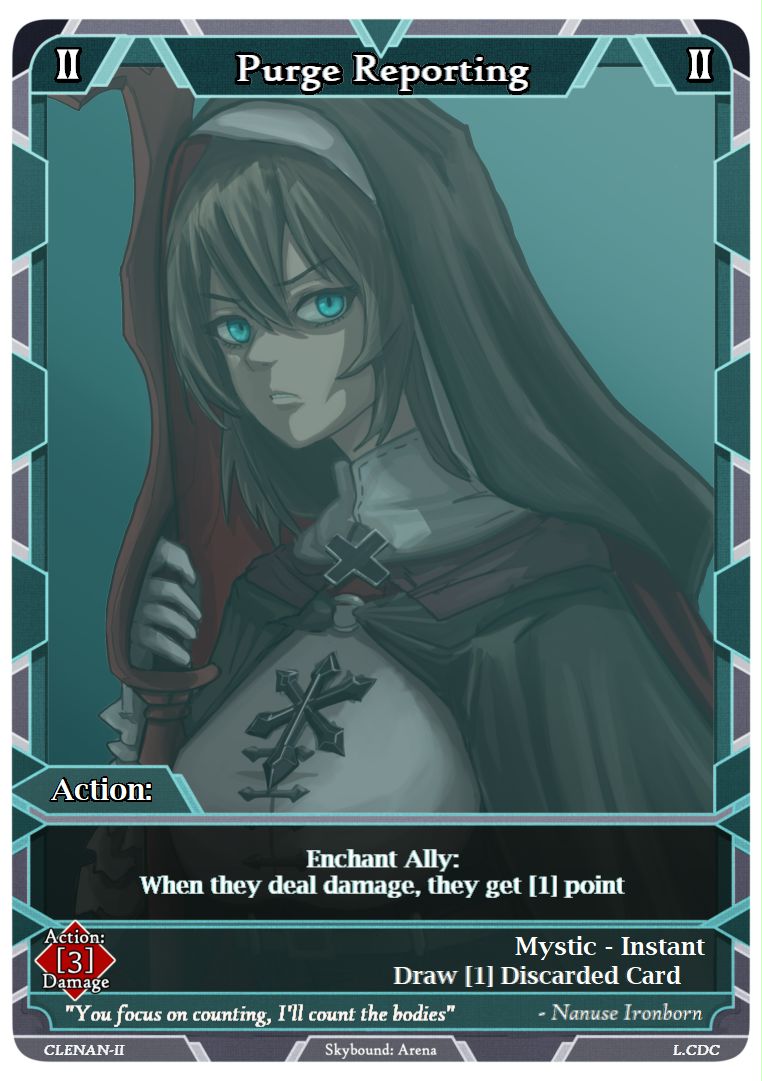 II Purge Reporting II
Action:
Enchant Ally:
When they deal damage, they get [1] point
Action:
[3]
Damage
Mystic - Instant
Draw [1] Discarded Card
"You focus on counting, I'll count the bodies" - Nanuse Ironborn
CLENAN-II Skybound: Arena L.CDC